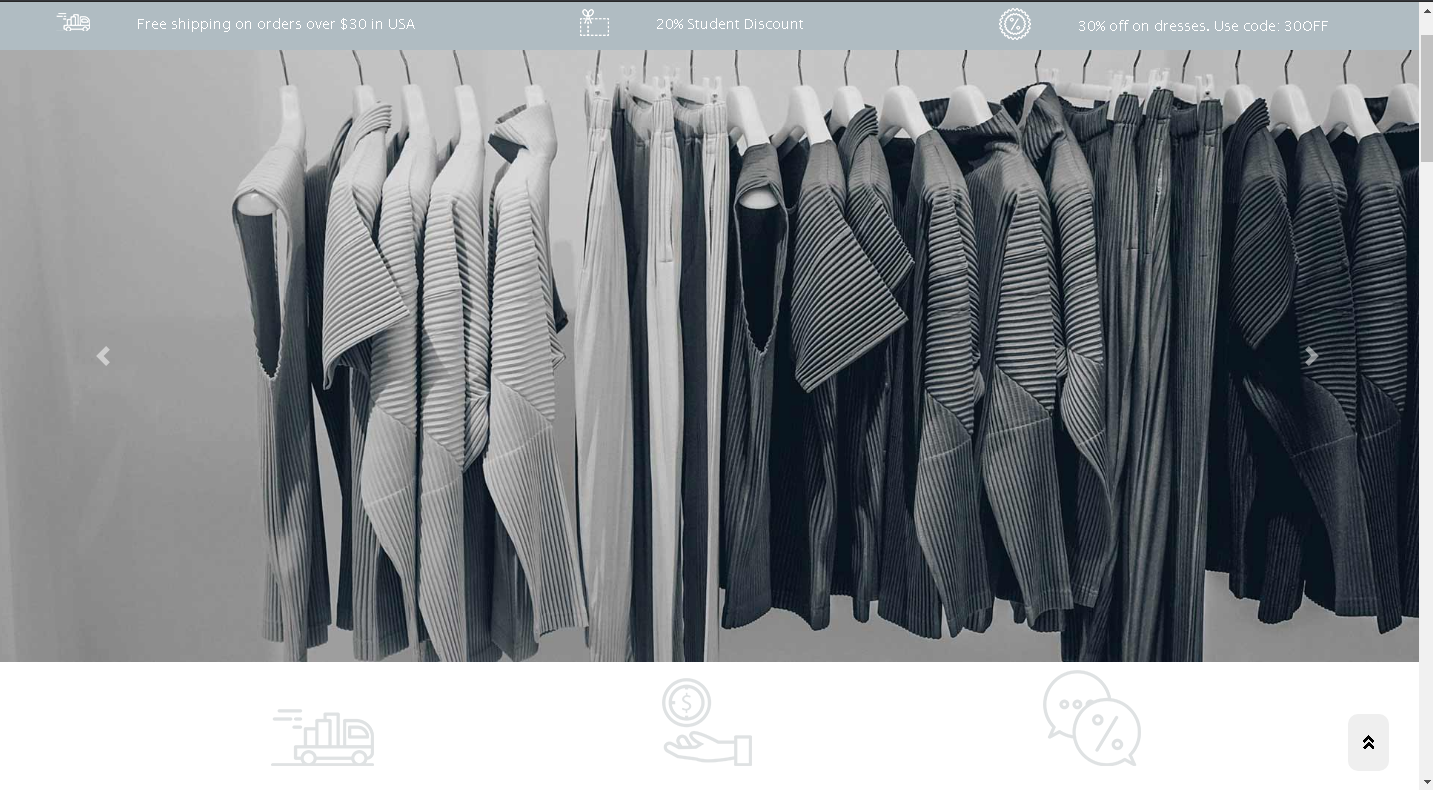 Free shipping on orders over $30 in USA
20% Student Discount
30% off on dresses. Use code: 30OFF